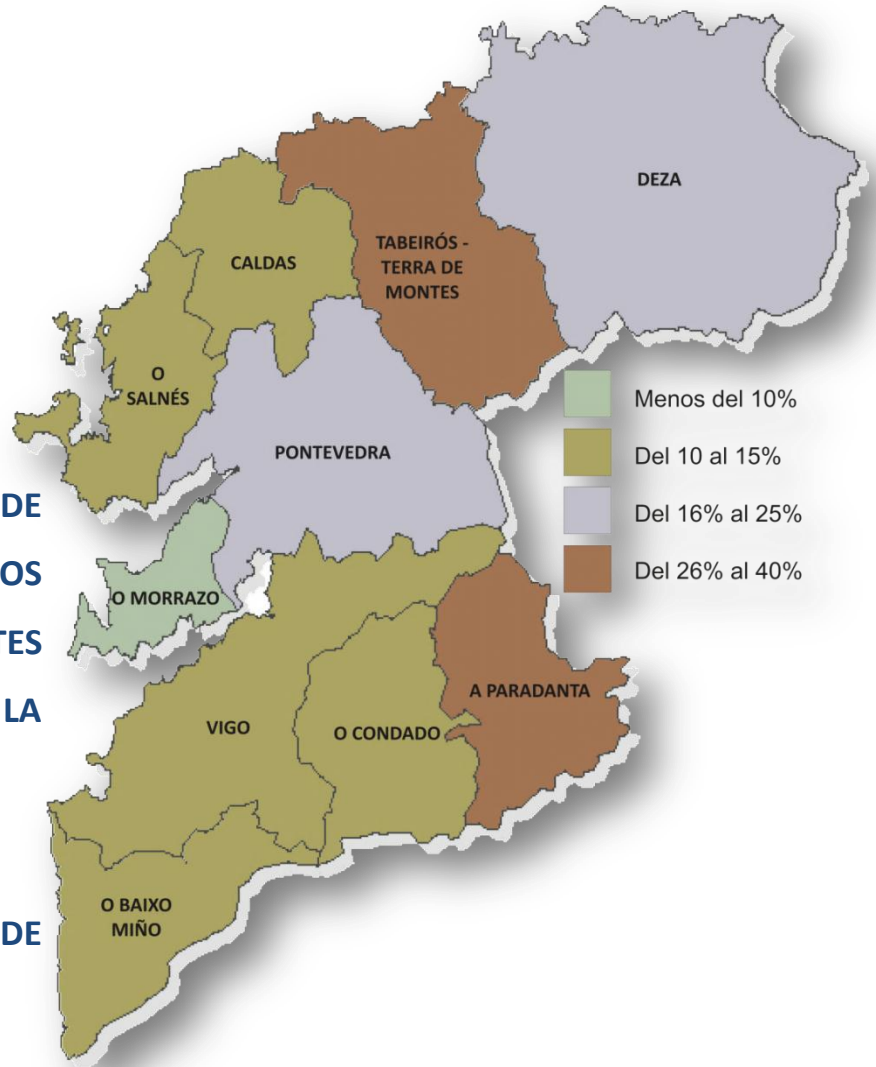 DEZA
TABEIRÓS -
TERRA DE
MONTES
CALDAS
O
SALNÉS
PONTEVEDRA
O MORRAZO
VIGO
O CONDADO
A PARADANTA
O BAIXO
MIÑO
Menos del 10%
Del 10 al 15%
Del 16% al 25%
Del 26% al 40%
DE
OS
TES
LA
DE